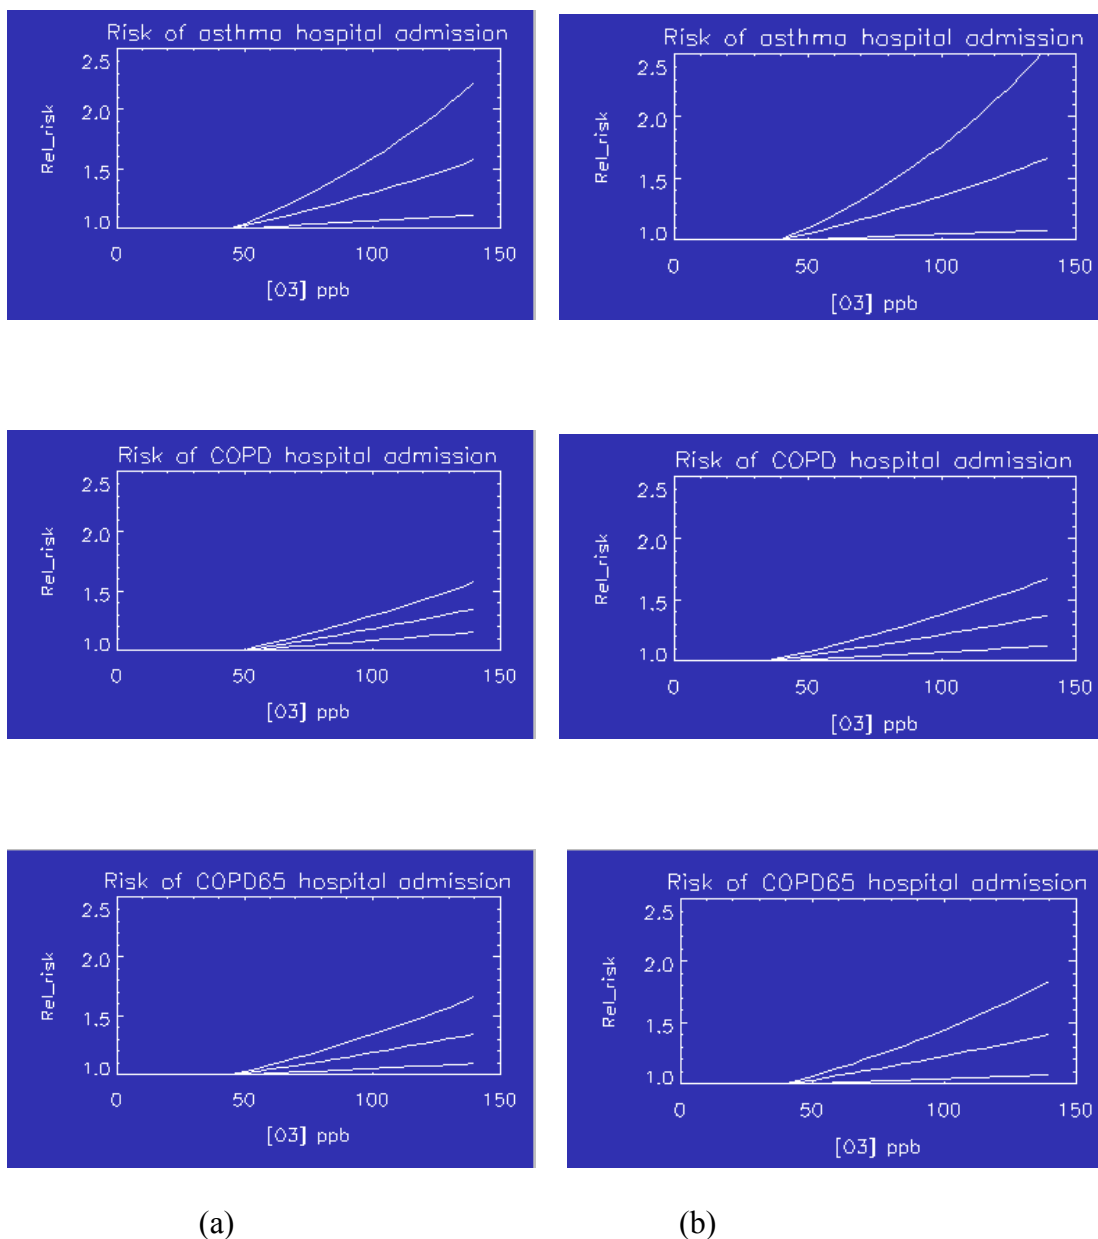 Risk of asthma hospital admission
2.5
2.0
1.5
1.0
Rel_risk
0 50 100 150
[O3] ppb
Risk of asthma hospital admission
2.5
2.0
1.5
1.0
Rel_risk
0 50 100 150
[O3] ppb
Risk of COPD hospital admission
2.5
2.0
1.5
1.0
Rel_risk
0 50 100 150
[O3] ppb
Risk of COPD hospital admission
2.5
2.0
1.5
1.0
Rel_risk
0 50 100 150
[O3] ppb
Risk of COPD65 hospital admission
2.5
2.0
1.5
1.0
Rel_risk
0 50 100 150
[O3] ppb
Risk of COPD65 hospital admission
2.5
2.0
1.5
1.0
Rel_risk
0 50 100 150
[O3] ppb
(a) (b)